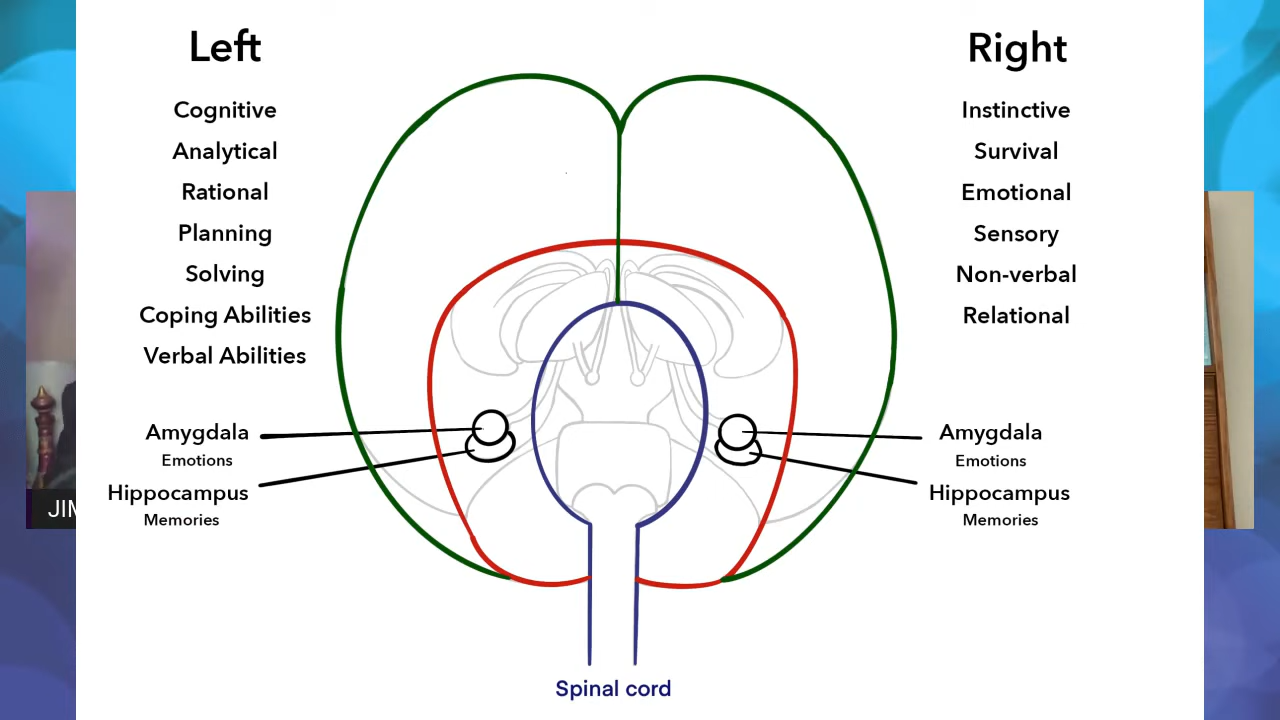 Left
Cognitive
Analytical
Rational
Planning
Solving
Coping Abilities
Verbal Abilities
Amygdala
Emotions
Hippocampus
Memories
Right
Instinctive
Survival
Emotional
Sensory
Non-verbal
Relational
Amygdala
Emotions
Hippocampus
Memories
Spinal cord